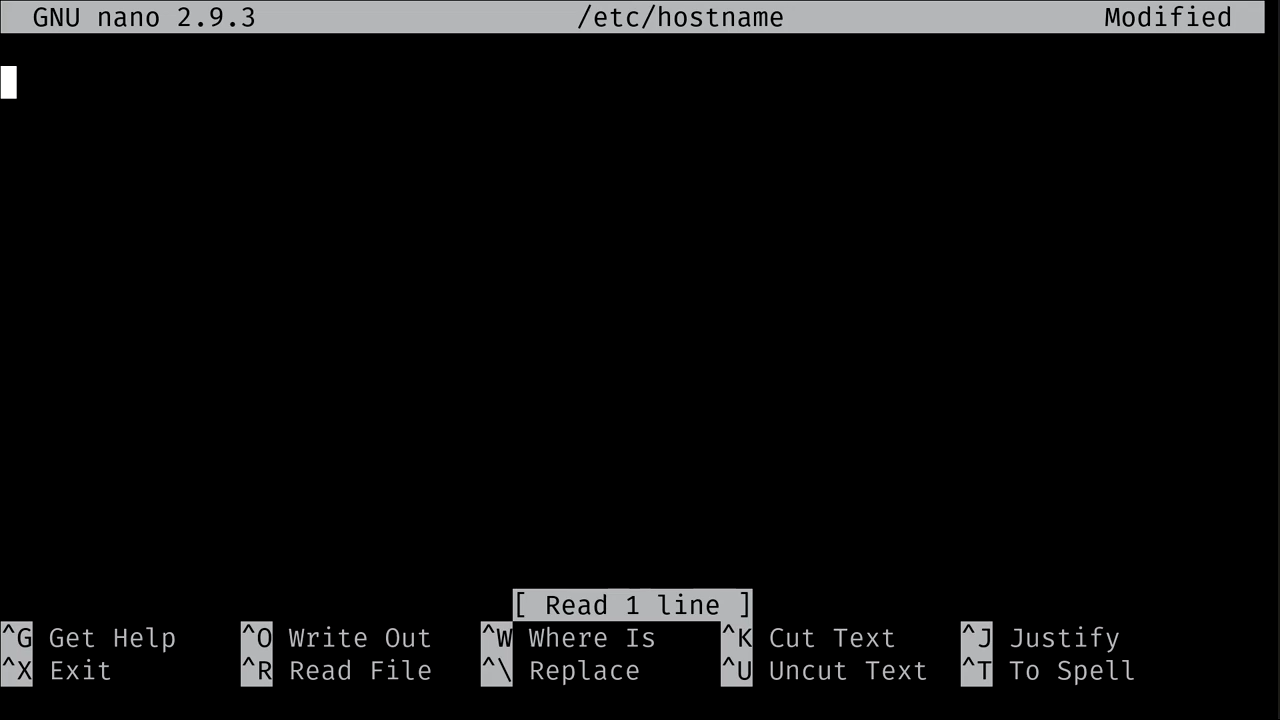 GNU nano 2.9.3 /etc/hostname Modified
[ Read 1 line ]
^G Get Help ^O Write Out ^W Where Is ^K Cut Text ^J Justify
^X Exit ^R Read File ^\ Replace ^U Uncut Text ^T To Spell